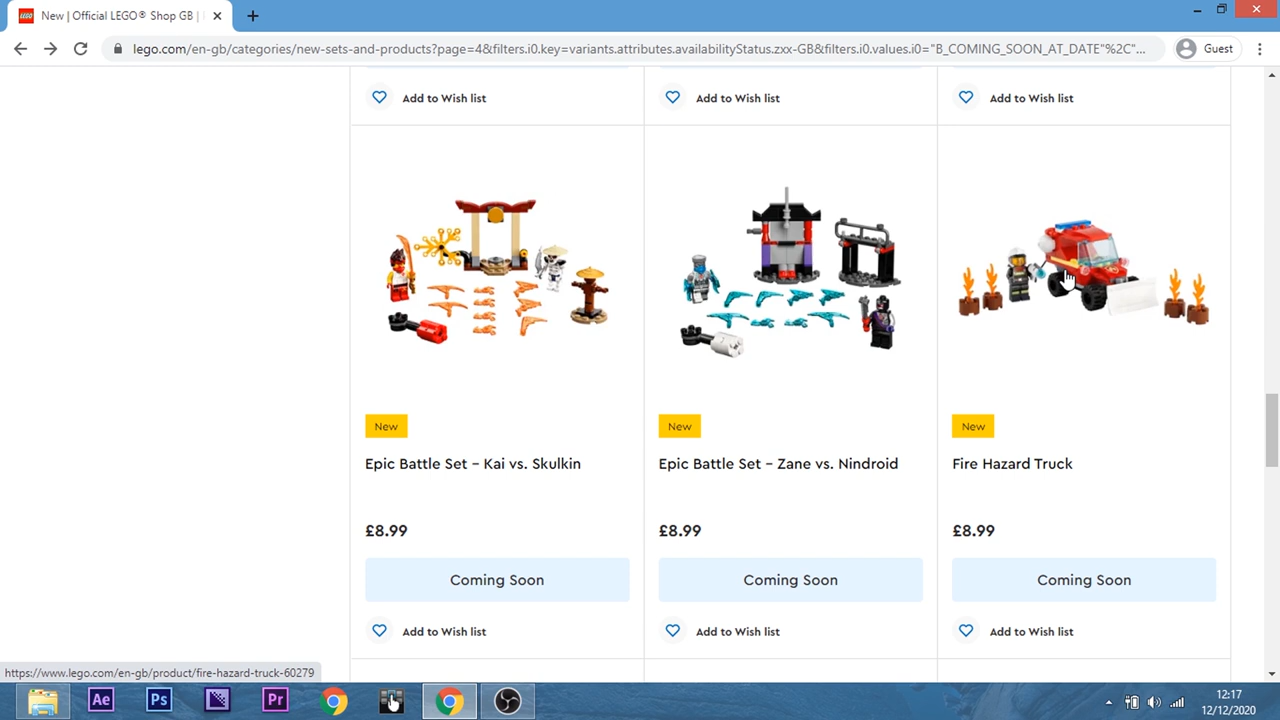 New | Official LEGO® Shop GB |
lego.com/en-gb/categories/new-sets-and-products?page=4&filters.i0.key=variants.attributes.availabilityStatus.zxx-GB&filters.i0.values.i0="B_COMING_SOON_AT_DATE"%2C"...
Guest
Add to Wish list
Add to Wish list
Add to Wish list
New
New
New
Epic Battle Set – Kai vs. Skulkin
Epic Battle Set – Zane vs. Nindroid
Fire Hazard Truck
£8.99
£8.99
£8.99
Coming Soon
Coming Soon
Coming Soon
Add to Wish list
Add to Wish list
Add to Wish list
https://www.lego.com/en-gb/product/fire-hazard-truck-60279
Ae
Ps
Pr
12:17
12/12/2020